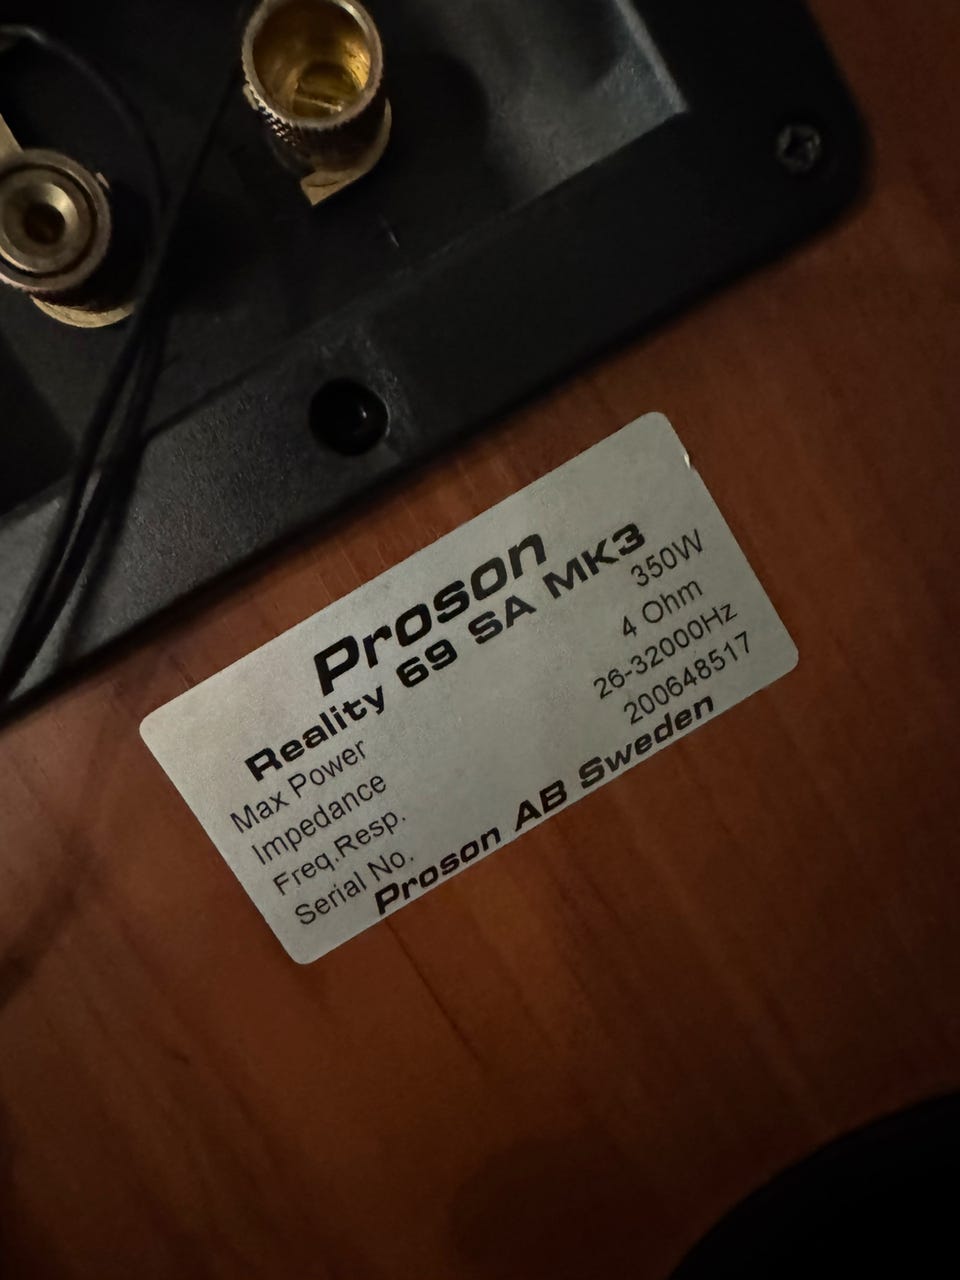 Proson
Reality 69 SA MK3
Max Power 350W
Impedance 4 Ohm
Freq.Resp. 26-32000Hz
Serial No. 200648517
Proson AB Sweden